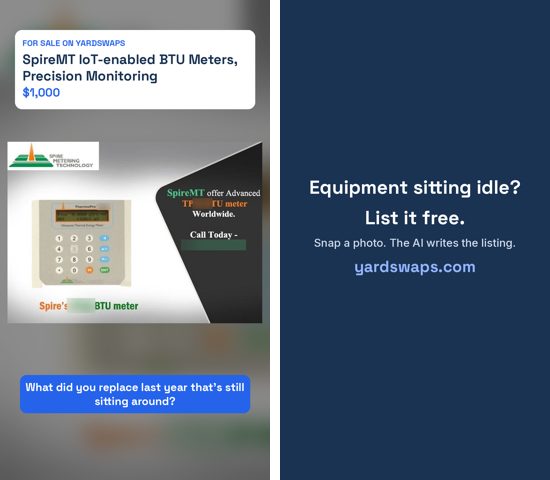 FOR SALE ON YARDSWAPS
SpireMT IoT-enabled BTU Meters,
Precision Monitoring
$1,000
SPIRE
METERING
TECHNOLOGY
SpireMT offer Advanced
TU meter
Worldwide.
Call Today -
Spire's BTU meter
What did you replace last year that's still
sitting around?
Equipment sitting idle?
List it free.
Snap a photo. The AI writes the listing.
yardswaps.com